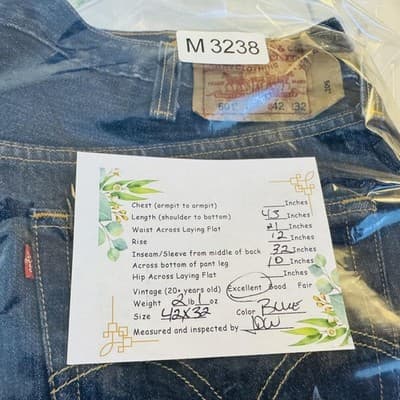 M 3238
501 42 32
Chest (armpit to armpit) ___Inches
Length (shoulder to bottom) 43 Inches
Waist Across Laying Flat 21 Inches
Rise 12 Inches
Inseam/Sleeve from middle of back 32 Inches
Across bottom of pant leg 10 Inches
Hip Across Laying Flat ___Inches
Vintage (20+ years old) Excellent Good Fair
Weight 2 lb 1 oz
Size 42X32 Color BLUE
Measured and inspected by JDW